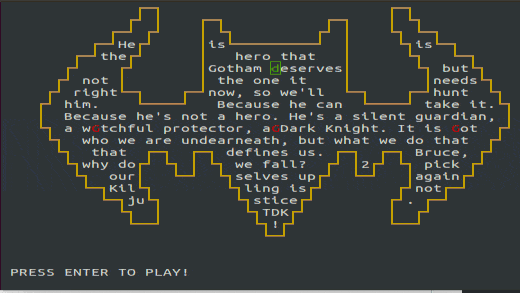 He is is
the hero that
Gotham deserves but
not the one it needs
right now, so we'll hunt
him. Because he can take it.
Because he's not a hero. He's a silent guardian,
a protector, Dark Knight. It is
who we are undearneath, but what we do that
that defines us. Bruce,
why do we fall? 2 pick
our selves up again
Kil ling is not
ju stice .
TDK
!
PRESS ENTER TO PLAY!